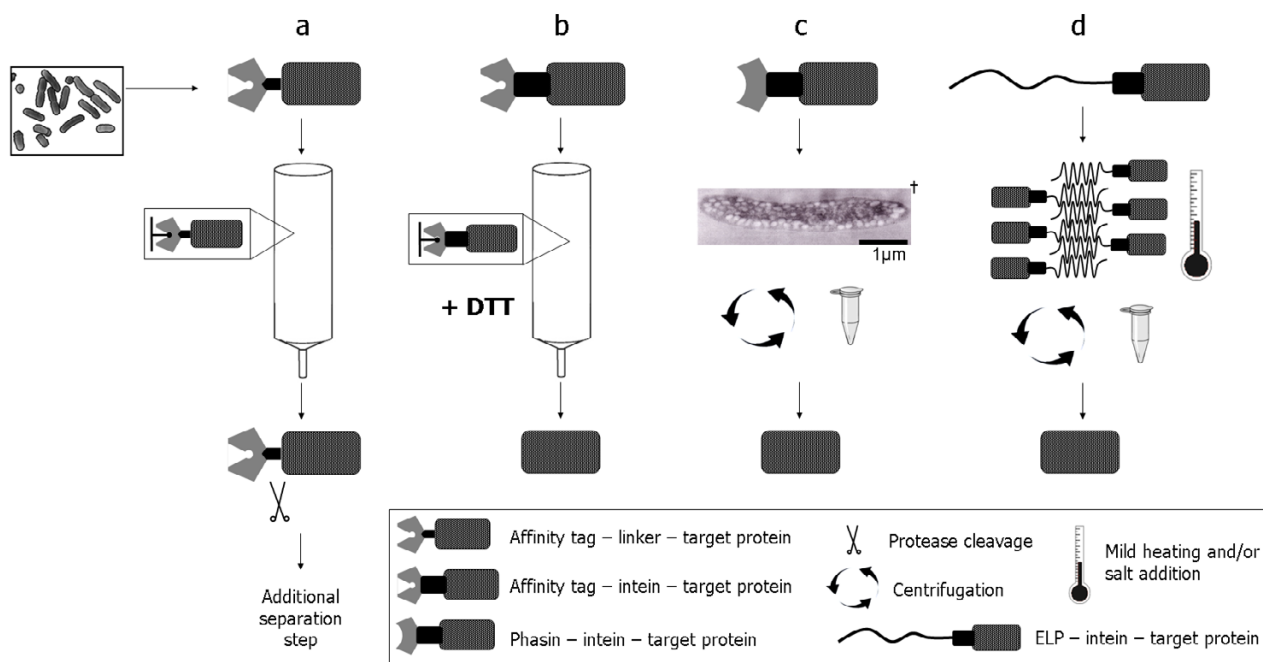 a
b
c
d
†
1µm
+ DTT
Additional
separation
step
Affinity tag – linker – target protein
Affinity tag – intein – target protein
Phasin – intein – target protein
Protease cleavage
Centrifugation
Mild heating and/or
salt addition
ELP – intein – target protein